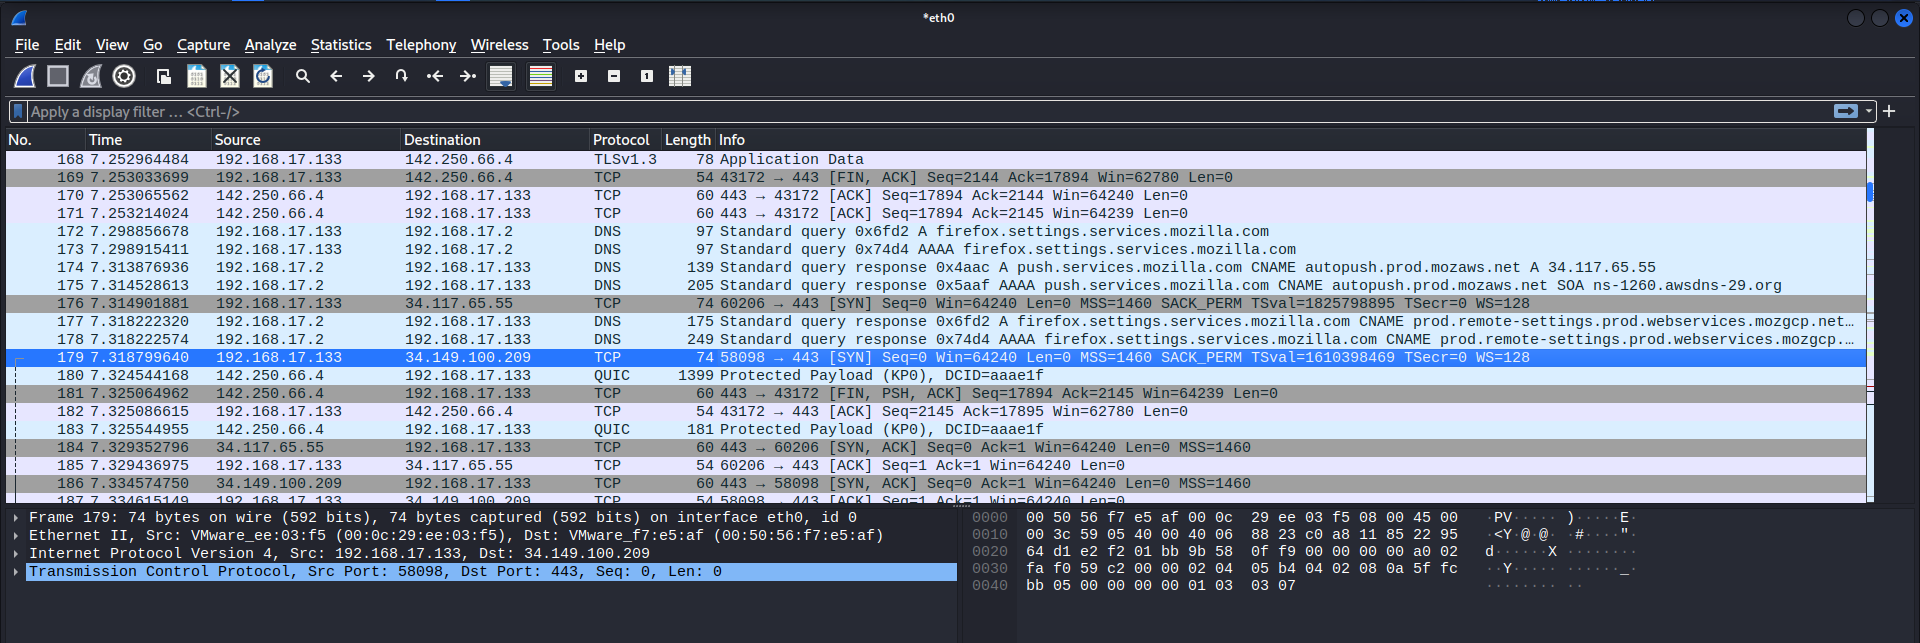 *eth0
File Edit View Go Capture Analyze Statistics Telephony Wireless Tools Help
Apply a display filter … <Ctrl-/>
No. Time Source Destination Protocol Length Info
168 7.252964484 192.168.17.133 142.250.66.4 TLSv1.3 78 Application Data
169 7.253033699 192.168.17.133 142.250.66.4 TCP 54 43172 → 443 [FIN, ACK] Seq=2144 Ack=17894 Win=62780 Len=0
170 7.253065562 142.250.66.4 192.168.17.133 TCP 60 443 → 43172 [ACK] Seq=17894 Ack=2144 Win=64240 Len=0
171 7.253214024 142.250.66.4 192.168.17.133 TCP 60 443 → 43172 [ACK] Seq=17894 Ack=2145 Win=64239 Len=0
172 7.298856678 192.168.17.133 192.168.17.2 DNS 97 Standard query 0x6fd2 A firefox.settings.services.mozilla.com
173 7.298915411 192.168.17.133 192.168.17.2 DNS 97 Standard query 0x74d4 AAAA firefox.settings.services.mozilla.com
174 7.313876936 192.168.17.2 192.168.17.133 DNS 139 Standard query response 0x4aac A push.services.mozilla.com CNAME autopush.prod.mozaws.net A 34.117.65.55
175 7.314528613 192.168.17.2 192.168.17.133 DNS 205 Standard query response 0x5aaf AAAA push.services.mozilla.com CNAME autopush.prod.mozaws.net SOA ns-1260.awsdns-29.org
176 7.314901881 192.168.17.133 34.117.65.55 TCP 74 60206 → 443 [SYN] Seq=0 Win=64240 Len=0 MSS=1460 SACK_PERM TSval=1825798895 TSecr=0 WS=128
177 7.318222320 192.168.17.2 192.168.17.133 DNS 175 Standard query response 0x6fd2 A firefox.settings.services.mozilla.com CNAME prod.remote-settings.prod.webservices.mozgcp.net…
178 7.318222574 192.168.17.2 192.168.17.133 DNS 249 Standard query response 0x74d4 AAAA firefox.settings.services.mozilla.com CNAME prod.remote-settings.prod.webservices.mozgcp.…
179 7.318799640 192.168.17.133 34.149.100.209 TCP 74 58098 → 443 [SYN] Seq=0 Win=64240 Len=0 MSS=1460 SACK_PERM TSval=1610398469 TSecr=0 WS=128
180 7.324544168 142.250.66.4 192.168.17.133 QUIC 1399 Protected Payload (KP0), DCID=aaae1f
181 7.325064962 142.250.66.4 192.168.17.133 TCP 60 443 → 43172 [FIN, PSH, ACK] Seq=17894 Ack=2145 Win=64239 Len=0
182 7.325086615 192.168.17.133 142.250.66.4 TCP 54 43172 → 443 [ACK] Seq=2145 Ack=17895 Win=62780 Len=0
183 7.325544955 142.250.66.4 192.168.17.133 QUIC 181 Protected Payload (KP0), DCID=aaae1f
184 7.329352796 34.117.65.55 192.168.17.133 TCP 60 443 → 60206 [SYN, ACK] Seq=0 Ack=1 Win=64240 Len=0 MSS=1460
185 7.329436975 192.168.17.133 34.117.65.55 TCP 54 60206 → 443 [ACK] Seq=1 Ack=1 Win=64240 Len=0
186 7.334574750 34.149.100.209 192.168.17.133 TCP 60 443 → 58098 [SYN, ACK] Seq=0 Ack=1 Win=64240 Len=0 MSS=1460
187 7.334615149 192.168.17.133 34.149.100.209 TCP 54 58098 → 443 [ACK] Seq=1 Ack=1 Win=64240 Len=0
Frame 179: 74 bytes on wire (592 bits), 74 bytes captured (592 bits) on interface eth0, id 0
Ethernet II, Src: VMware_ee:03:f5 (00:0c:29:ee:03:f5), Dst: VMware_f7:e5:af (00:50:56:f7:e5:af)
Internet Protocol Version 4, Src: 192.168.17.133, Dst: 34.149.100.209
Transmission Control Protocol, Src Port: 58098, Dst Port: 443, Seq: 0, Len: 0
0000 00 50 56 f7 e5 af 00 0c 29 ee 03 f5 08 00 45 00 ·PV····· )·····E·
0010 00 3c 59 05 40 00 40 06 88 23 c0 a8 11 85 22 95 ·<Y·@·@· ·#····"·
0020 64 d1 e2 f2 01 bb 9b 58 0f f9 00 00 00 00 a0 02 d······X ········
0030 fa f0 59 c2 00 00 02 04 05 b4 04 02 08 0a 5f fc ··Y····· ······_·
0040 bb 05 00 00 00 00 01 03 03 07 ········ ··